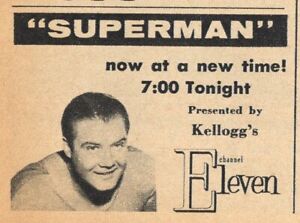 "SUPERMAN"
now at a new time!
7:00 Tonight
Presented by
Kellogg's
channel
Eleven